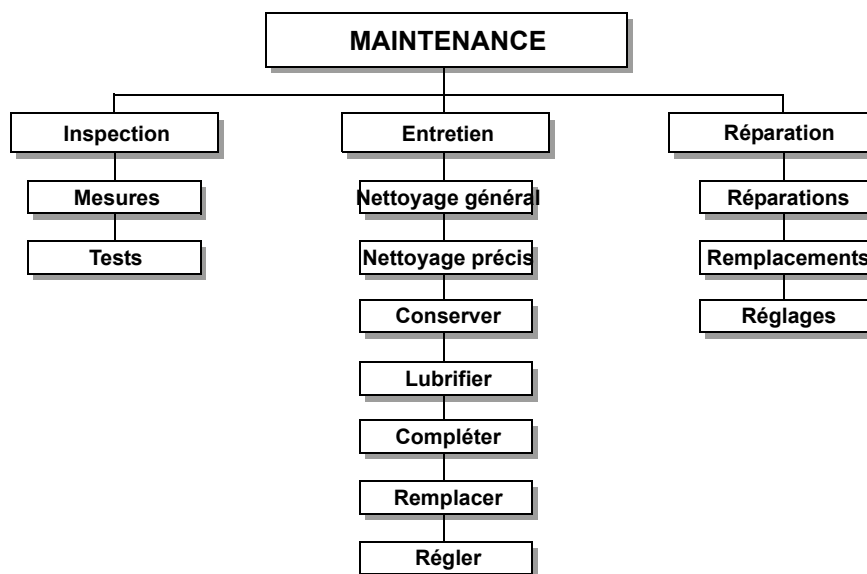 MAINTENANCE
Inspection
Entretien
Réparation
Mesures
Nettoyage général
Réparations
Tests
Nettoyage précis
Remplacements
Conserver
Réglages
Lubrifier
Compléter
Remplacer
Régler